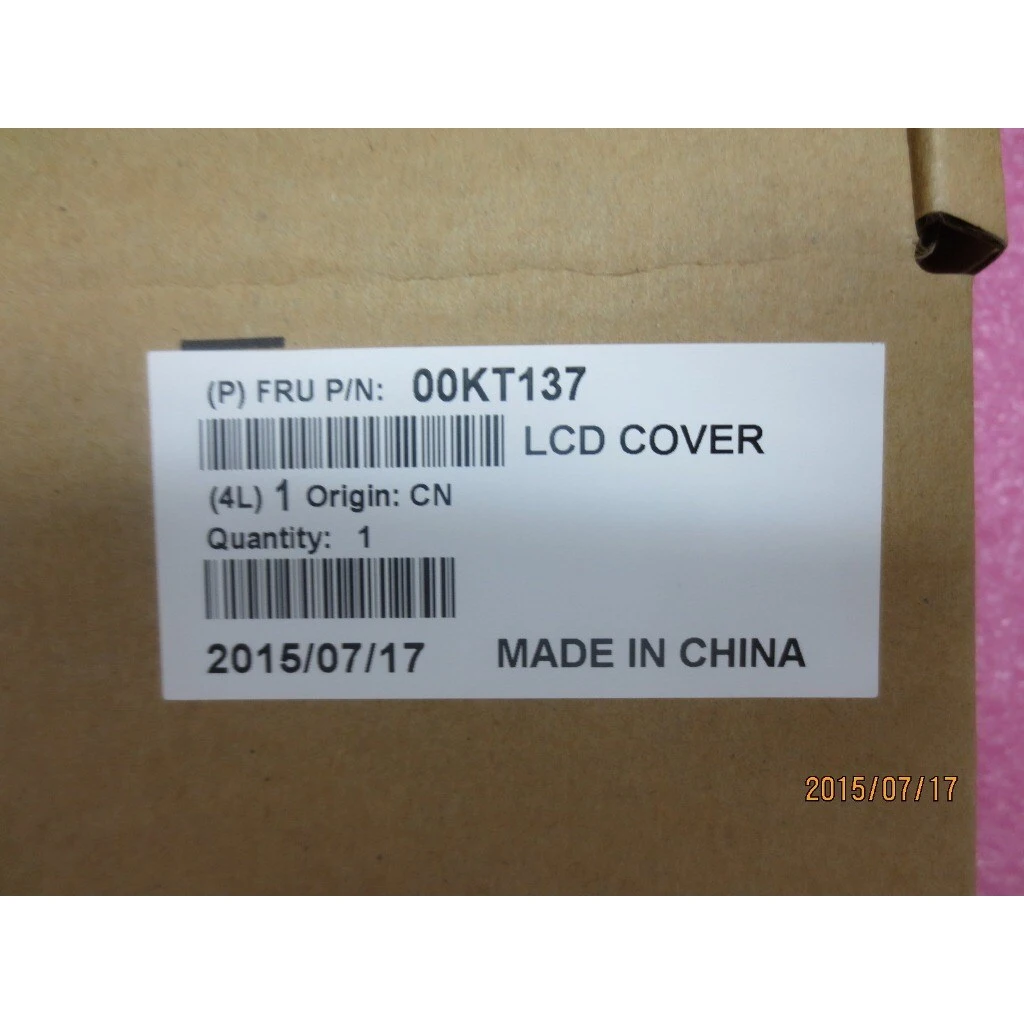 (P) FRU P/N: 00KT137
LCD COVER
(4L) 1 Origin: CN
Quantity: 1
2015/07/17 MADE IN CHINA
2015/07/17